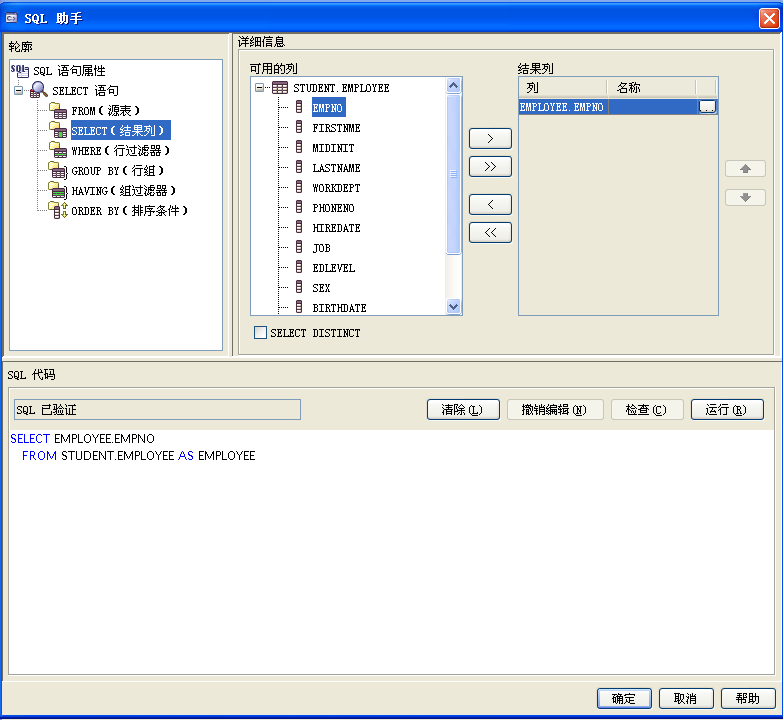 SQL 助手
轮廓
SQL 语句属性
SELECT 语句
FROM（源表）
SELECT（结果列）
WHERE（行过滤器）
GROUP BY（行组）
HAVING（组过滤器）
ORDER BY（排序条件）
详细信息
可用的列
STUDENT.EMPLOYEE
EMPNO
FIRSTNME
MIDINIT
LASTNAME
WORKDEPT
PHONENO
HIREDATE
JOB
EDLEVEL
SEX
BIRTHDATE
SELECT DISTINCT
>
>>
<
<<
结果列
列 名称
EMPLOYEE.EMPNO ...
SQL 代码
SQL 已验证
清除(L) 撤销编辑(N) 检查(C) 运行(R)
SELECT EMPLOYEE.EMPNO
FROM STUDENT.EMPLOYEE AS EMPLOYEE
确定 取消 帮助